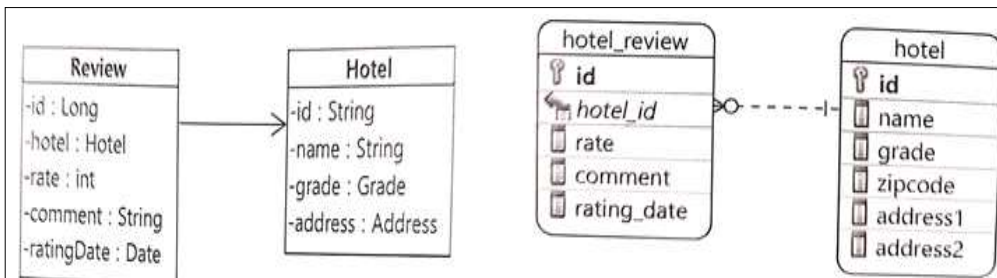 Review
-id : Long
-hotel : Hotel
-rate : int
-comment : String
-ratingDate : Date
Hotel
-id : String
-name : String
-grade : Grade
-address : Address
hotel_review
id
hotel_id
rate
comment
rating_date
hotel
id
name
grade
zipcode
address1
address2